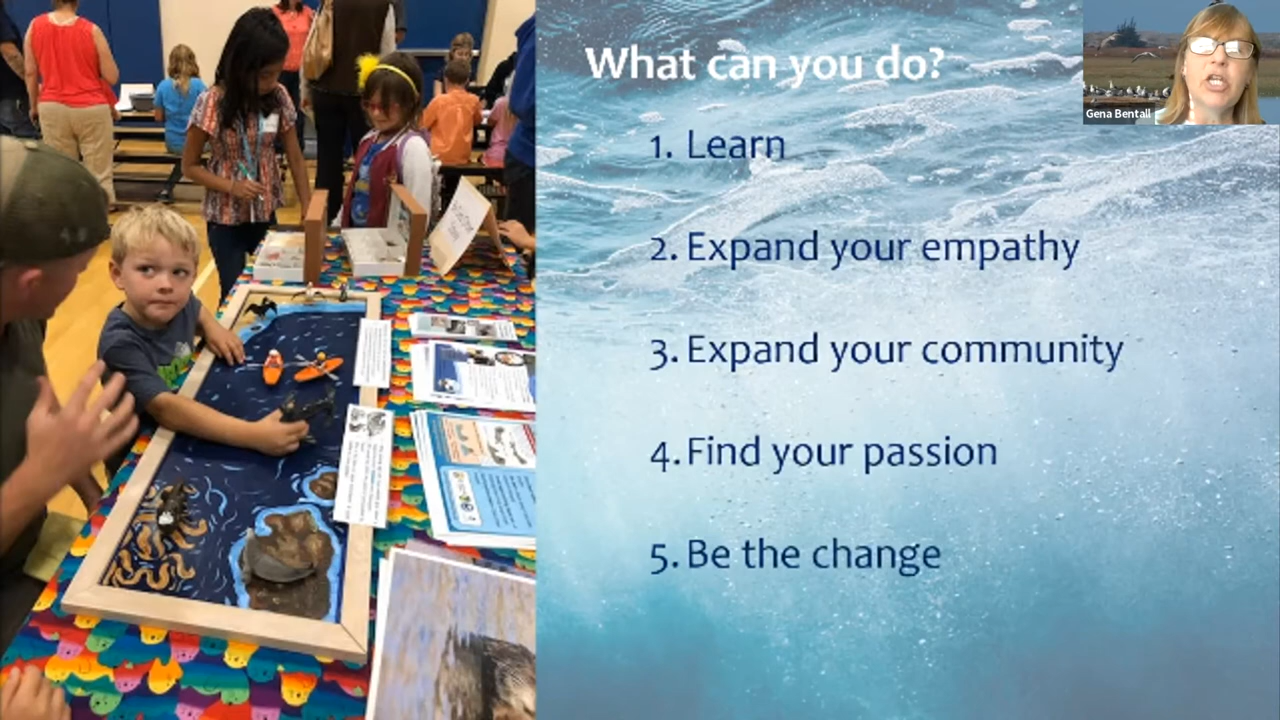 What can you do?
1. Learn
2. Expand your empathy
3. Expand your community
4. Find your passion
5. Be the change
Gena Bentall